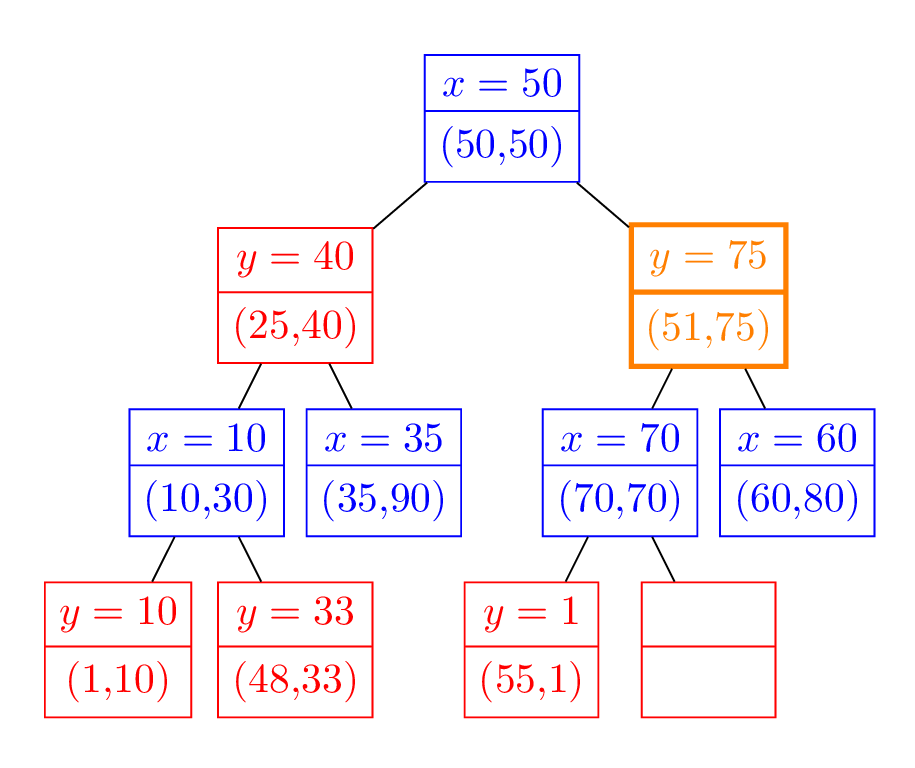 x = 50
(50,50)
y = 40
(25,40)
y = 75
(51,75)
x = 10
(10,30)
x = 35
(35,90)
x = 70
(70,70)
x = 60
(60,80)
y = 10
(1,10)
y = 33
(48,33)
y = 1
(55,1)